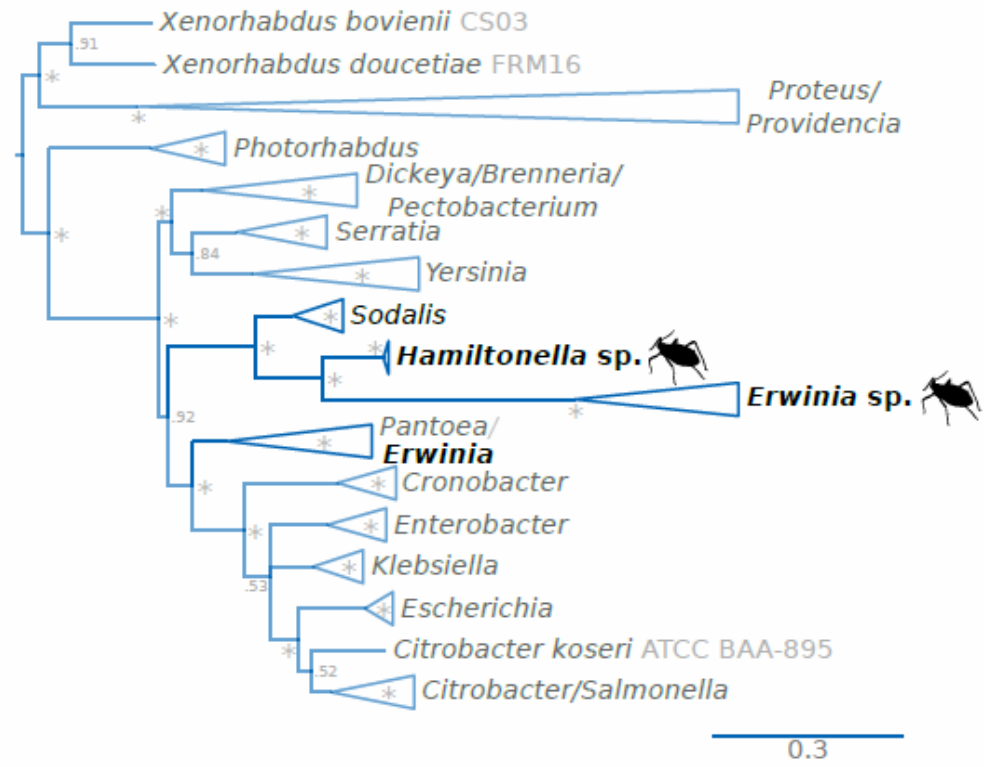 Xenorhabdus bovienii CS03
.91
Xenorhabdus doucetiae FRM16
*
Proteus/
Providencia
*
Photorhabdus
*
Dickeya/Brenneria/
Pectobacterium
*
*
*
Serratia
*
.84
Yersinia
*
Sodalis
*
*
*
Hamiltonella sp.
*
*
Erwinia sp.
*
.92
Pantoea/
Erwinia
*
Cronobacter
*
*
Enterobacter
*
*
Klebsiella
*
.53
Escherichia
*
Citrobacter koseri ATCC BAA-895
*
.52
Citrobacter/Salmonella
*
0.3